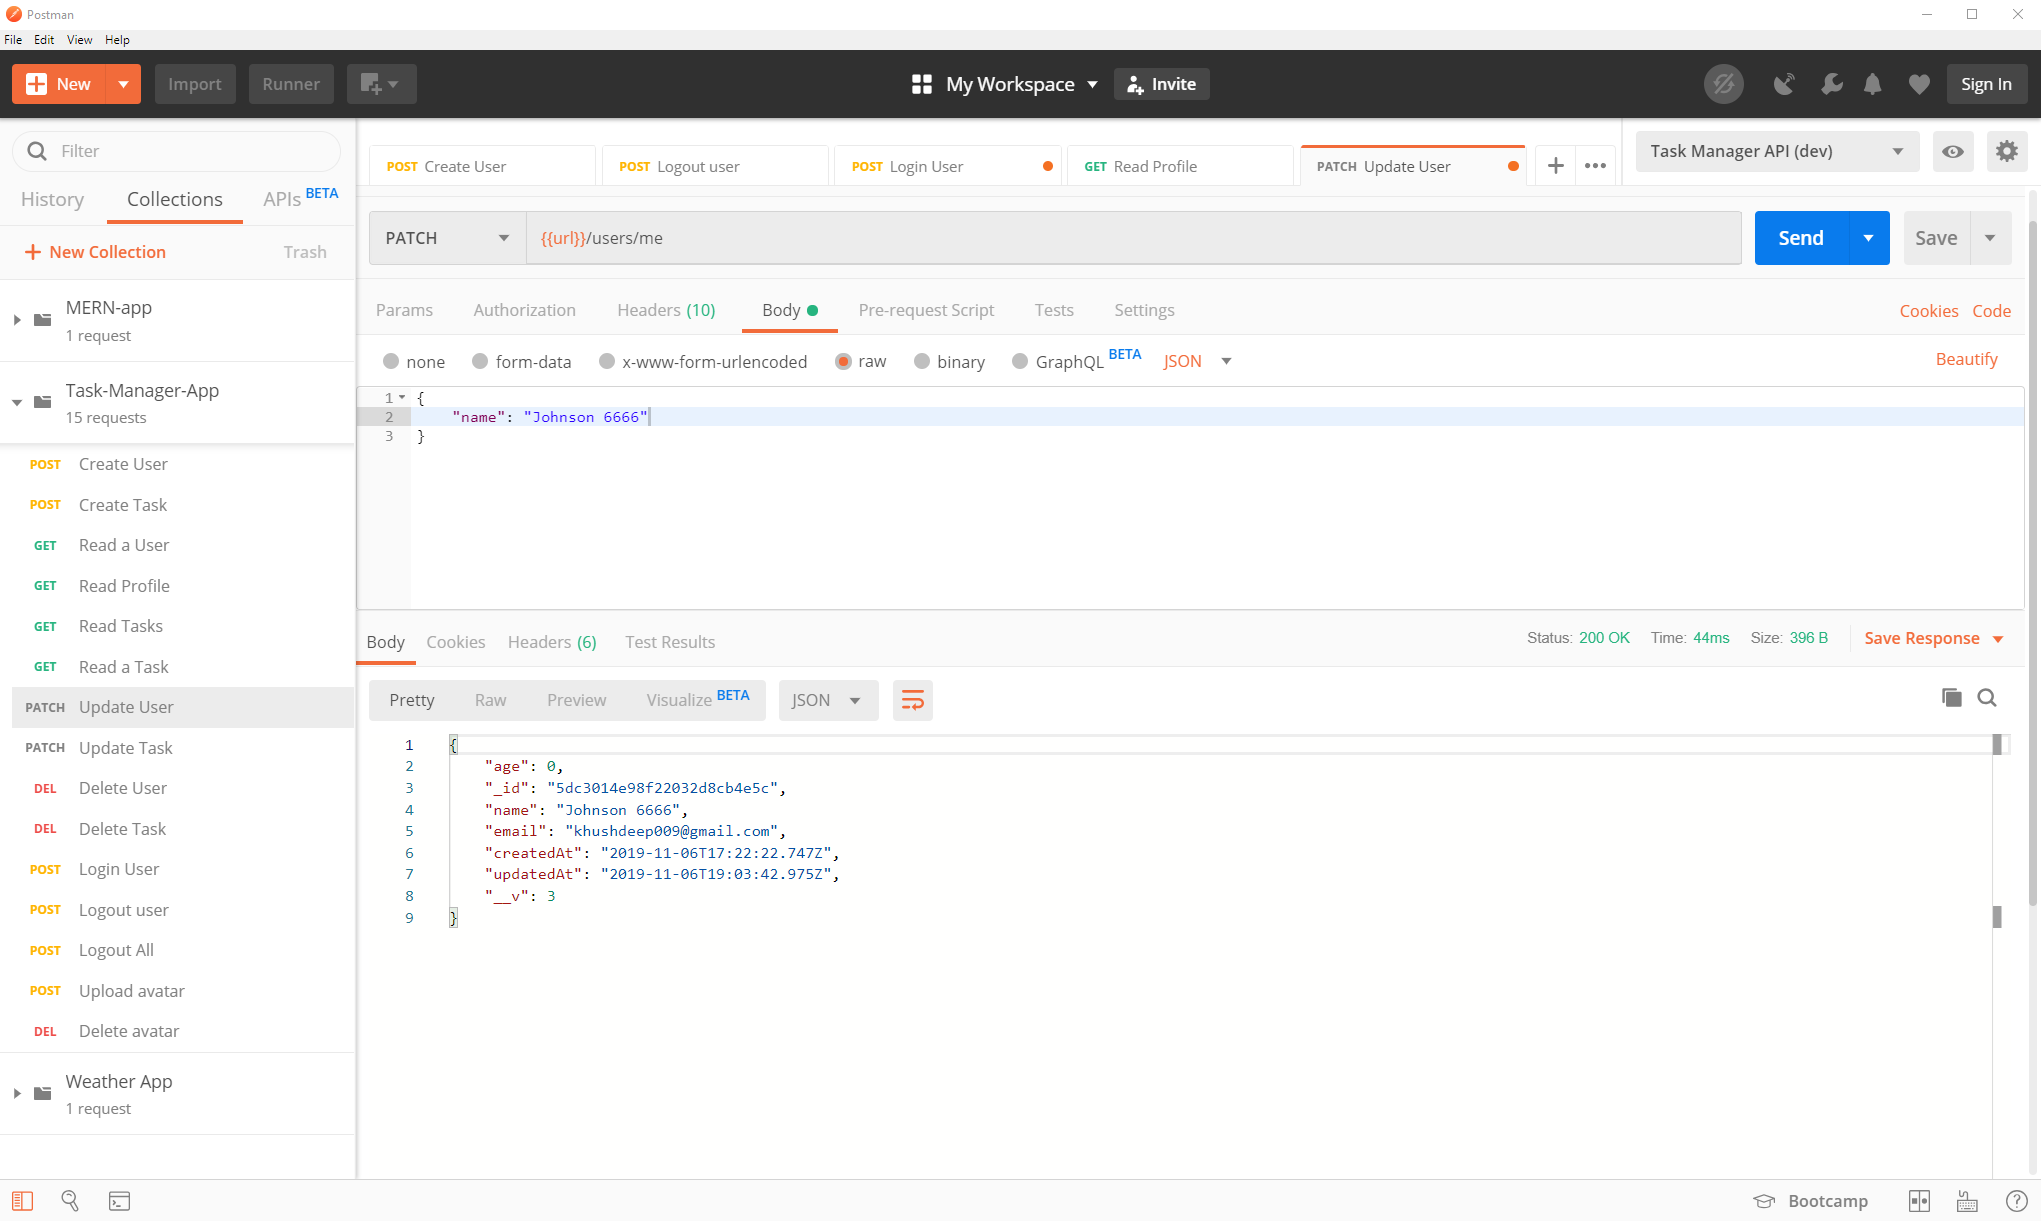 Postman
File Edit View Help
New Import Runner My Workspace Invite Sign In
Filter
History Collections APIs BETA
New Collection Trash
MERN-app
1 request
Task-Manager-App
15 requests
POST Create User
POST Create Task
GET Read a User
GET Read Profile
GET Read Tasks
GET Read a Task
PATCH Update User
PATCH Update Task
DEL Delete User
DEL Delete Task
POST Login User
POST Logout user
POST Logout All
POST Upload avatar
DEL Delete avatar
Weather App
1 request
POST Create User POST Logout user POST Login User GET Read Profile PATCH Update User Task Manager API (dev)
PATCH {{url}}/users/me Send Save
Params Authorization Headers (10) Body Pre-request Script Tests Settings Cookies Code
none form-data x-www-form-urlencoded raw binary GraphQL BETA JSON Beautify
1 {
2 "name": "Johnson 6666"
3 }
Body Cookies Headers (6) Test Results Status: 200 OK Time: 44ms Size: 396 B Save Response
Pretty Raw Preview Visualize BETA JSON
1 {
2 "age": 0,
3 "_id": "5dc3014e98f22032d8cb4e5c",
4 "name": "Johnson 6666",
5 "email": "khushdeep009@gmail.com",
6 "createdAt": "2019-11-06T17:22:22.747Z",
7 "updatedAt": "2019-11-06T19:03:42.975Z",
8 "__v": 3
9 }
Bootcamp